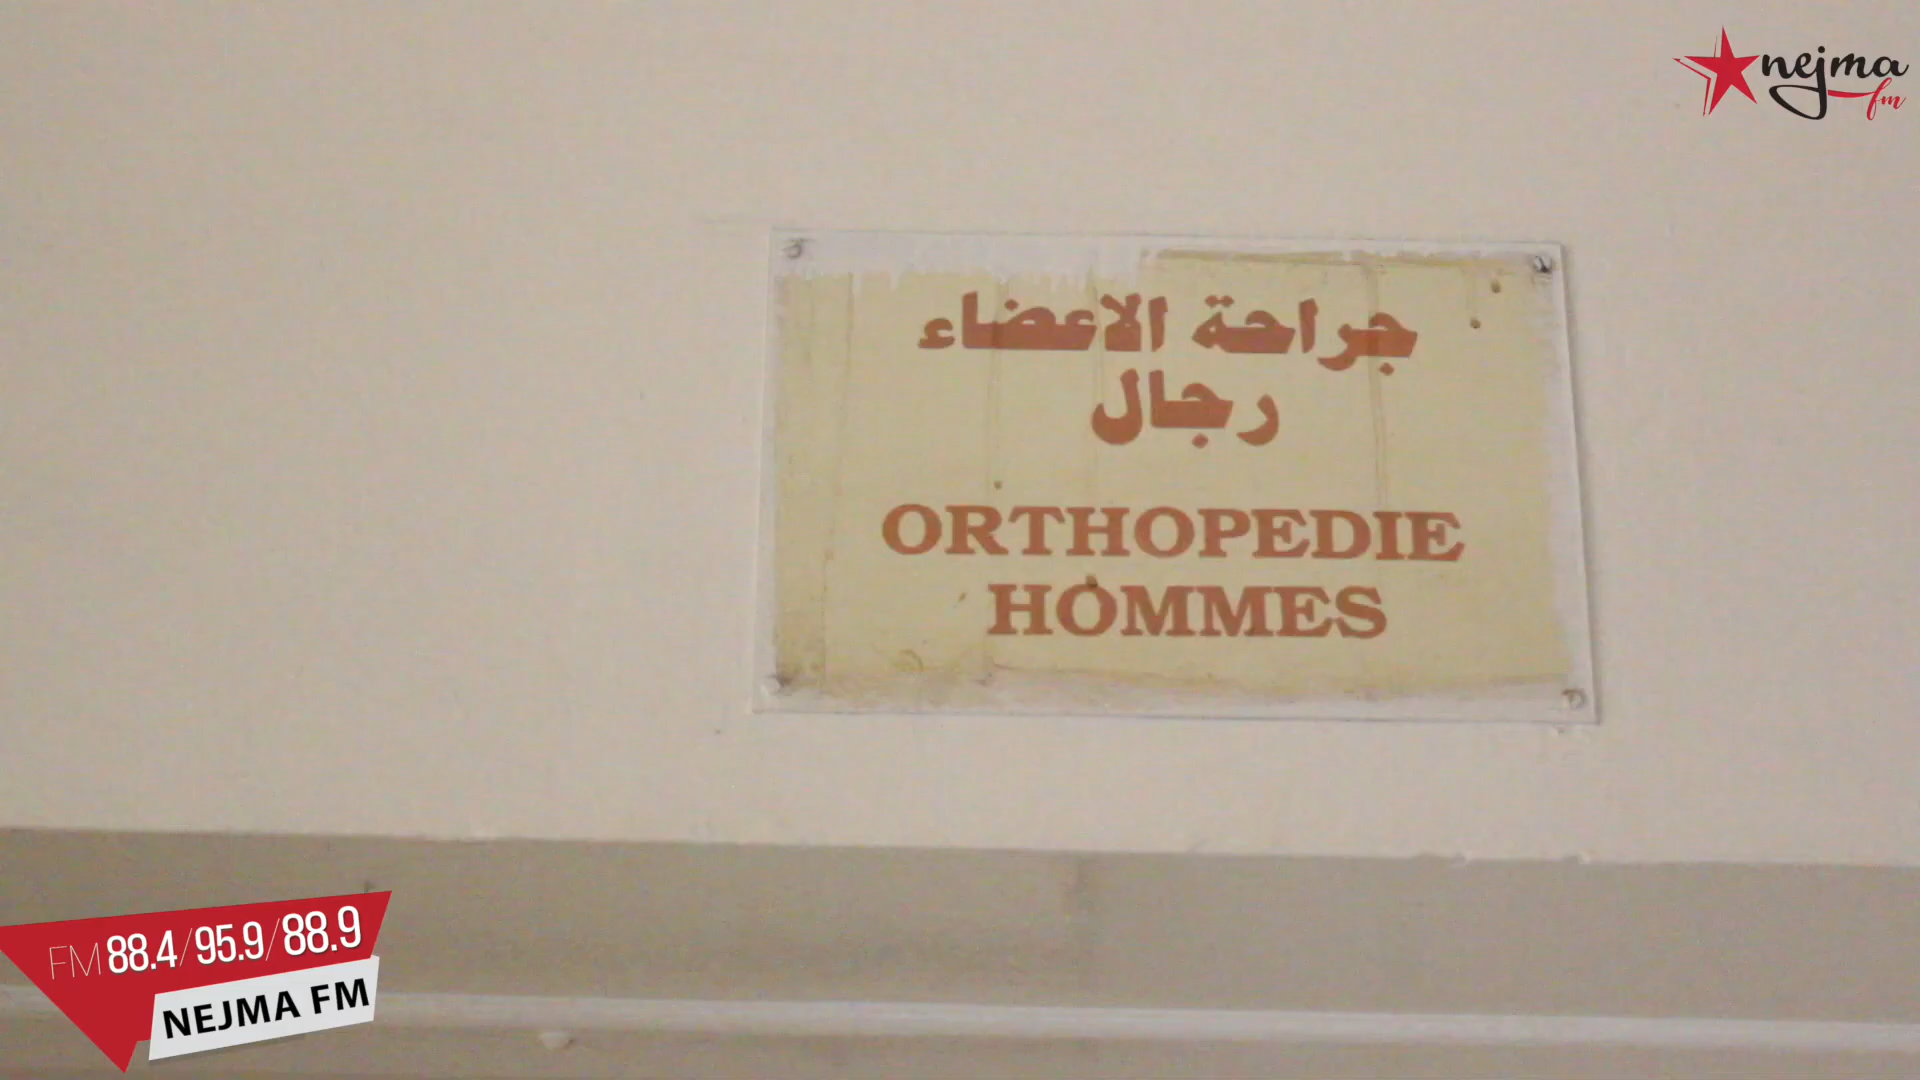 nejma
fm
جراحة الاعضاء
رجال
ORTHOPEDIE
HOMMES
FM 88.4/95.9/88.9
NEJMA FM